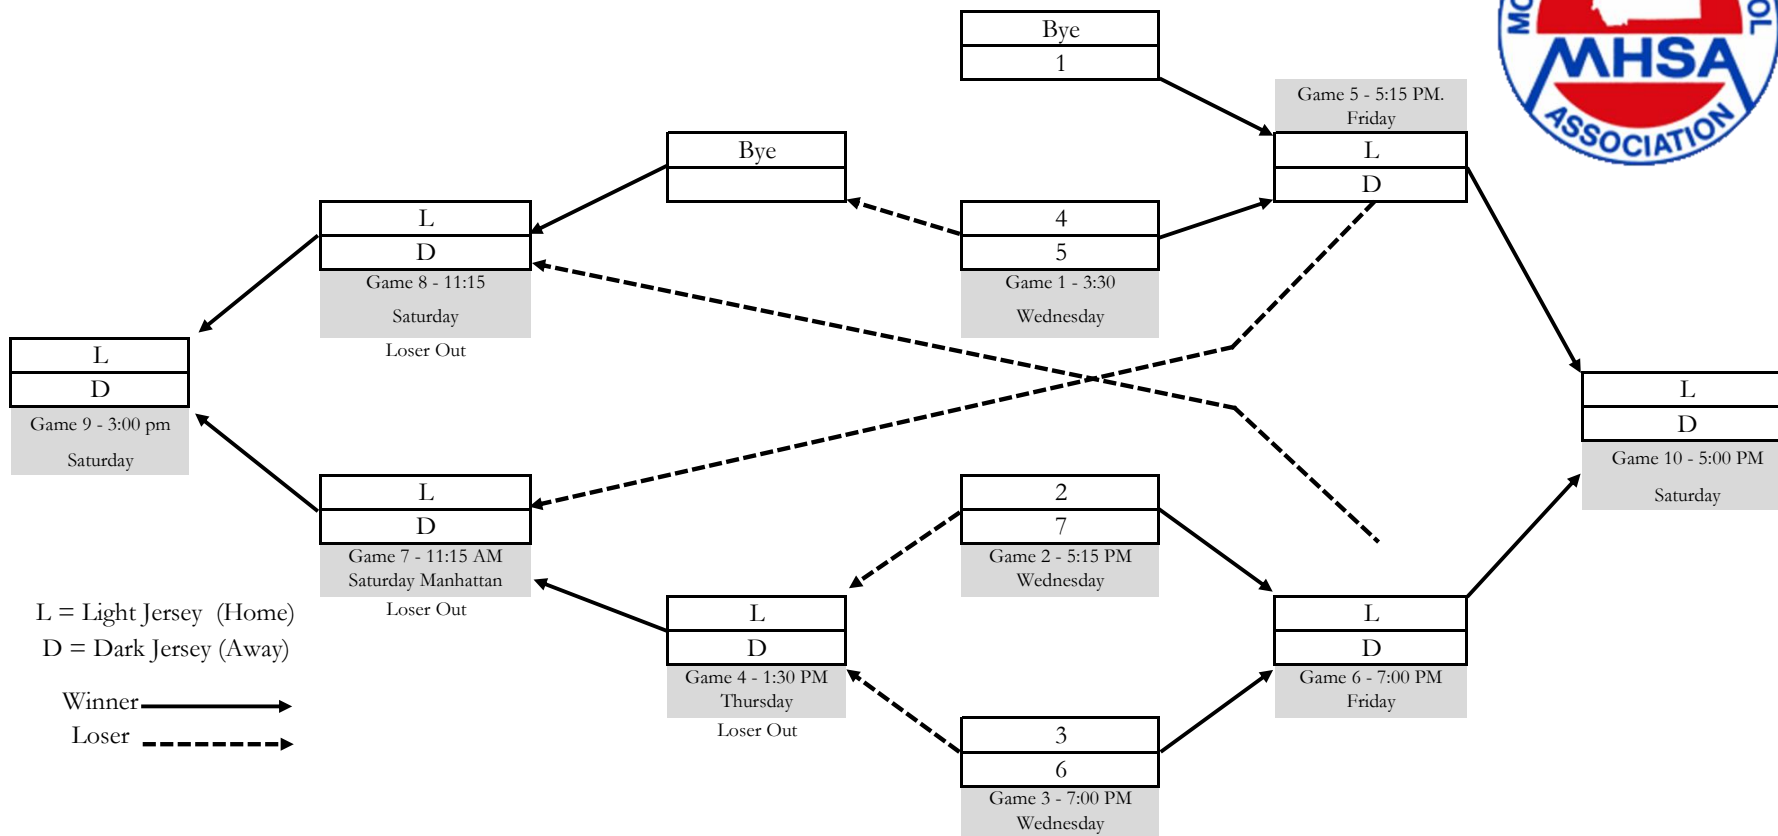 Bye
1
Game 5 - 5:15 PM.
Friday
L
D
MHSA
ASSOCIATION
Bye
4
5
Game 1 - 3:30
Wednesday
L
D
Game 8 - 11:15
Saturday
Loser Out
L
D
Game 9 - 3:00 pm
Saturday
L
D
Game 10 - 5:00 PM
Saturday
L
D
Game 7 - 11:15 AM
Saturday Manhattan
Loser Out
2
7
Game 2 - 5:15 PM
Wednesday
L
D
Game 4 - 1:30 PM
Thursday
Loser Out
L
D
Game 6 - 7:00 PM
Friday
3
6
Game 3 - 7:00 PM
Wednesday
L = Light Jersey (Home)
D = Dark Jersey (Away)
Winner
Loser